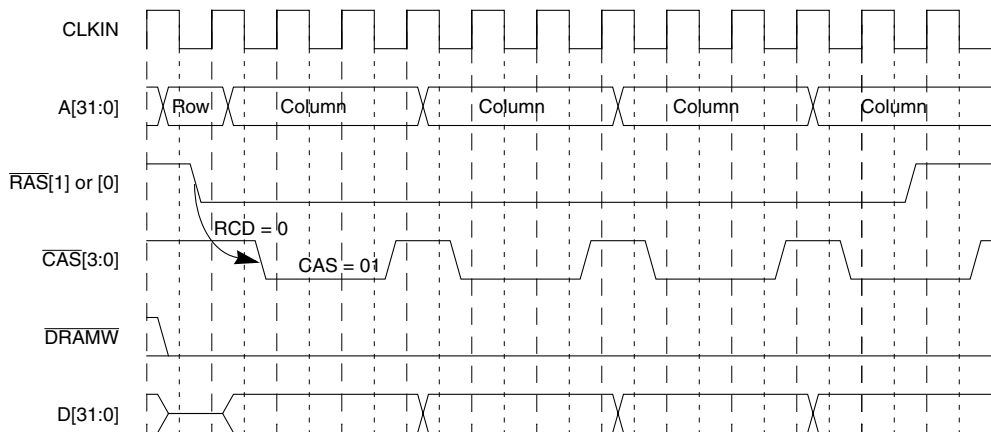 CLKIN
A[31:0] Row Column Column Column Column
RAS[1] or [0]
RCD = 0
CAS[3:0] CAS = 01
DRAMW
D[31:0]